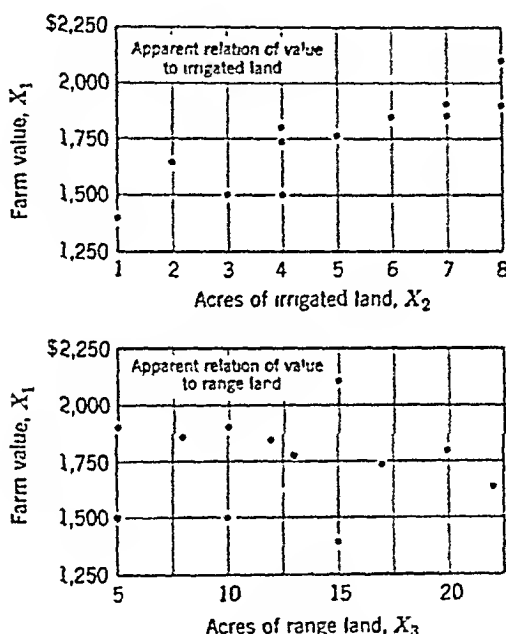 $2,250
Apparent relation of value
to irrigated land
2,000
1,750
1,500
1,250
Farm value, X1
1 2 3 4 5 6 7 8
Acres of irrigated land, X2
$2,250
Apparent relation of value
to range land
2,000
1,750
1,500
1,250
Farm value, X1
5 10 15 20
Acres of range land, X3